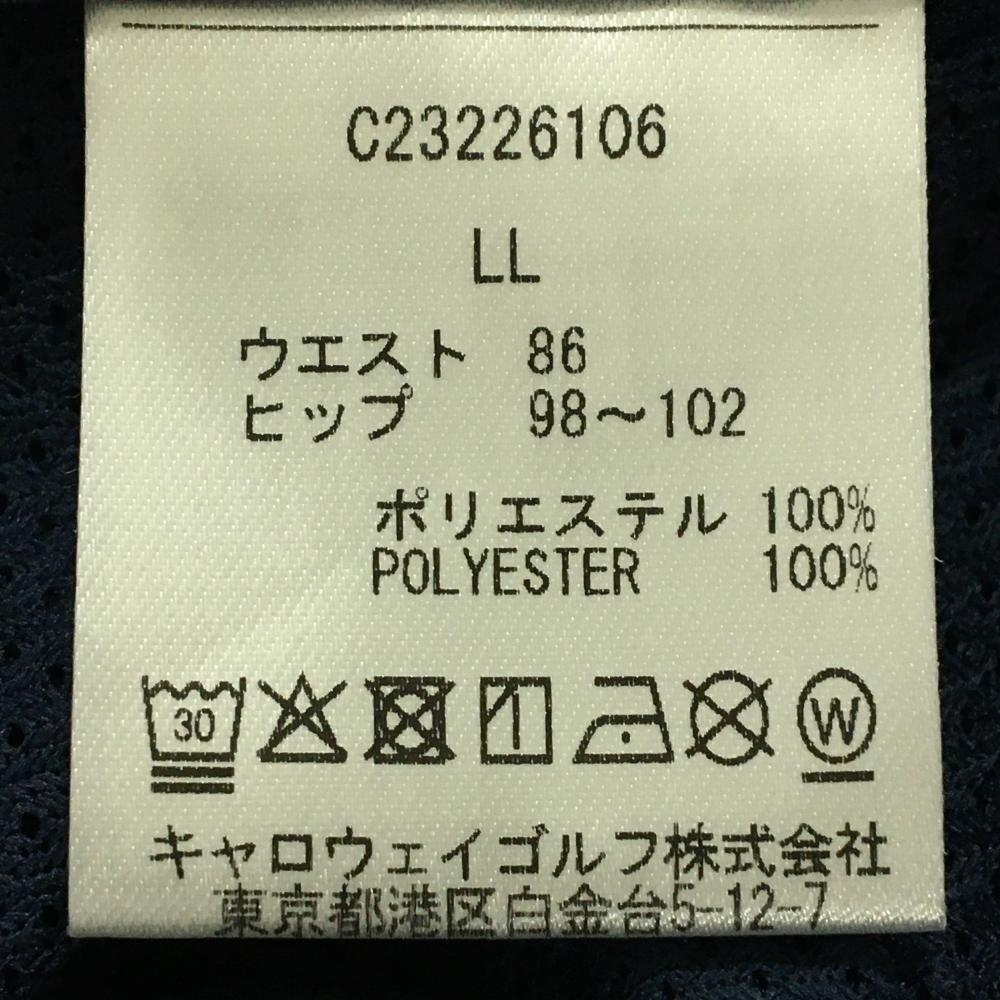 C23226106
LL
ウエスト 86
ヒップ 98～102
ポリエステル 100%
POLYESTER 100%
30 W
キャロウェイゴルフ株式会社
東京都港区白金台5-12-7